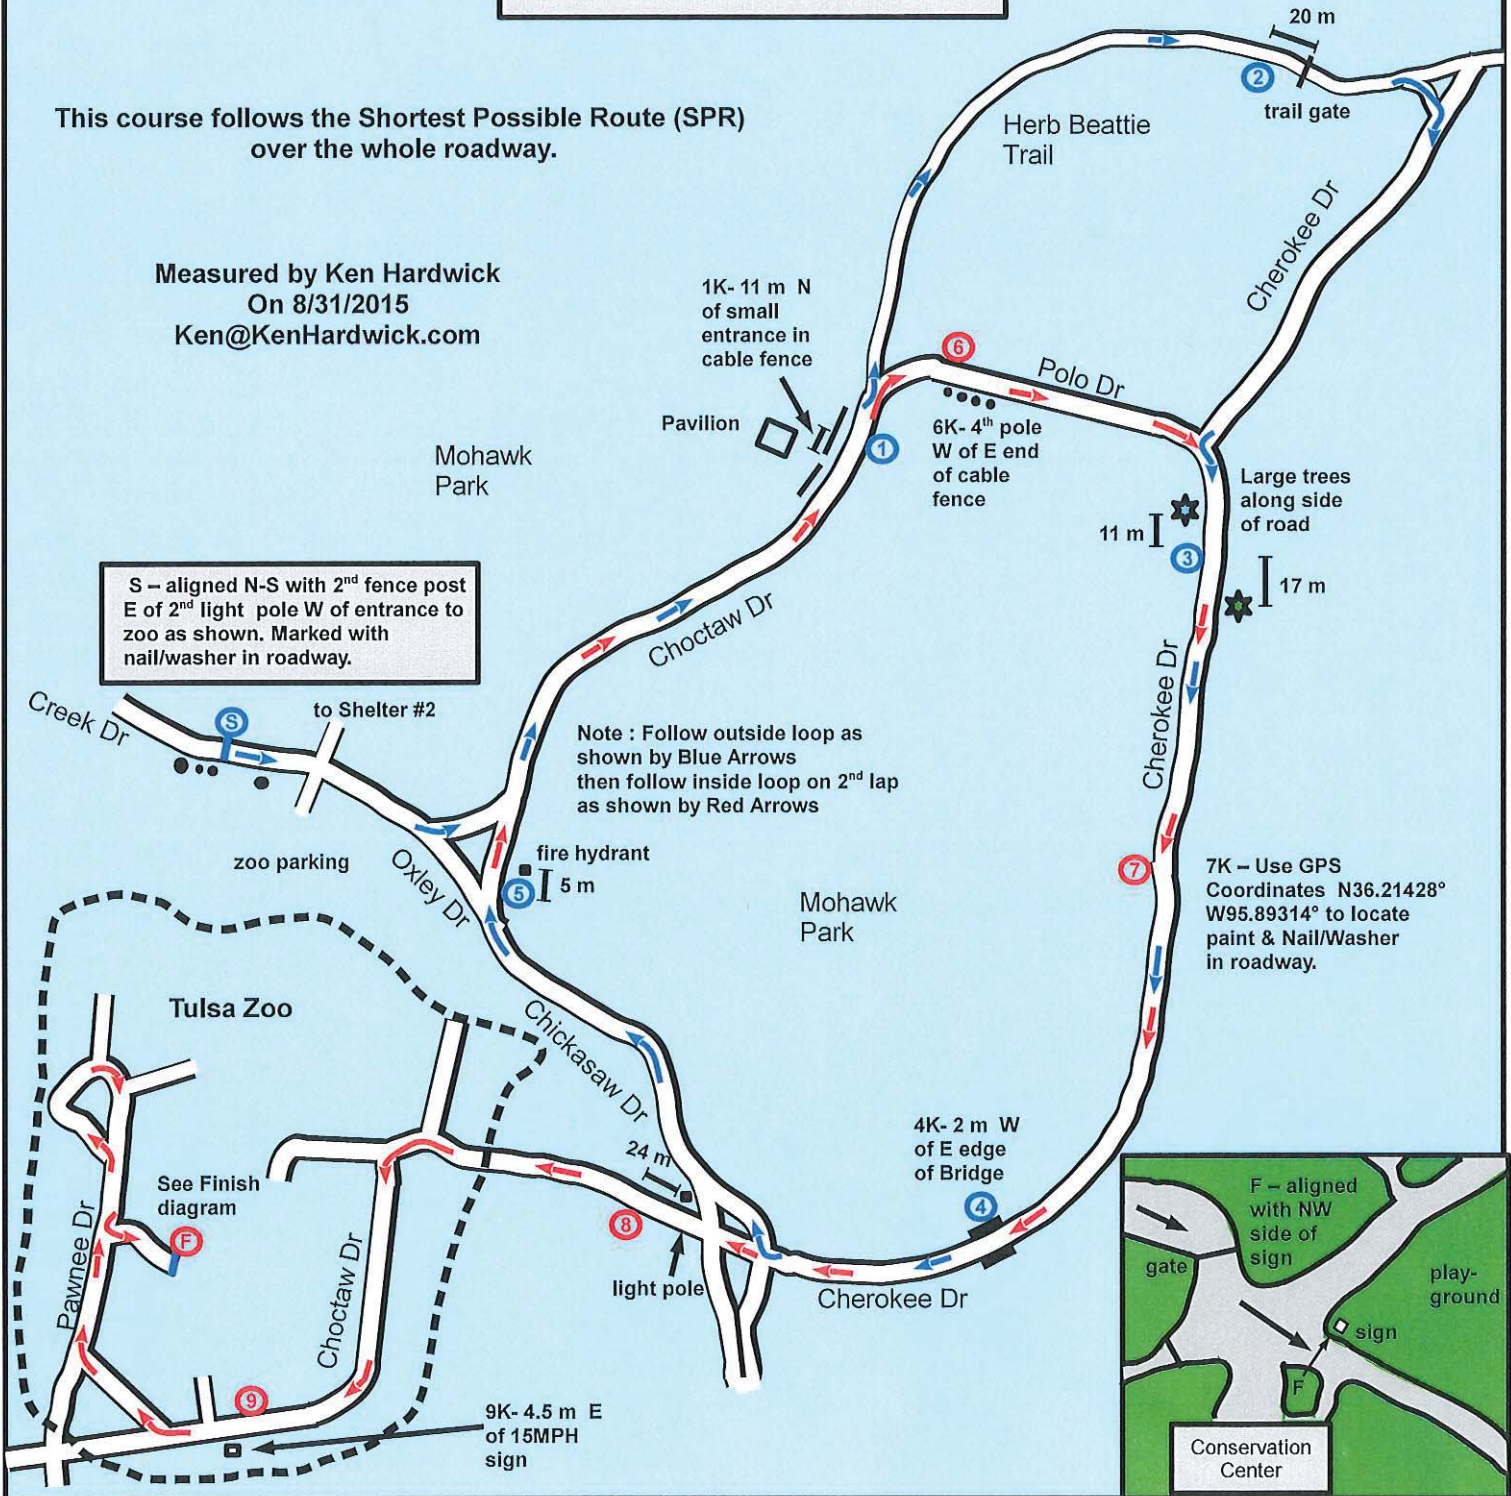 20 m
2
trail gate
This course follows the Shortest Possible Route (SPR)
over the whole roadway.
Herb Beattie
Trail
Cherokee Dr
Measured by Ken Hardwick
On 8/31/2015
Ken@KenHardwick.com
1K- 11 m N
of small
entrance in
cable fence
6
Polo Dr
Pavilion
1
6K- 4th pole
W of E end
of cable
fence
Mohawk
Park
Large trees
along side
of road
11 m
3
17 m
S – aligned N-S with 2nd fence post
E of 2nd light pole W of entrance to
zoo as shown. Marked with
nail/washer in roadway.
Choctaw Dr
Cherokee Dr
Creek Dr
S
to Shelter #2
Note : Follow outside loop as
shown by Blue Arrows
then follow inside loop on 2nd lap
as shown by Red Arrows
zoo parking
Oxley Dr
fire hydrant
5
5 m
7
7K – Use GPS
Coordinates N36.21428°
W95.89314° to locate
paint & Nail/Washer
in roadway.
Mohawk
Park
Tulsa Zoo
Chickasaw Dr
4K- 2 m W
of E edge
of Bridge
24 m
4
See Finish
diagram
F
8
light pole
Cherokee Dr
Pawnee Dr
Choctaw Dr
9
9K- 4.5 m E
of 15MPH
sign
F – aligned
with NW
side of
sign
gate
play-
ground
sign
F
Conservation
Center